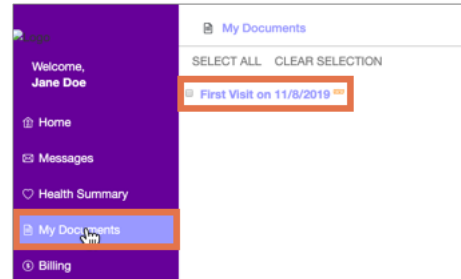 My Documents
SELECT ALL CLEAR SELECTION
First Visit on 11/8/2019
Welcome,
Jane Doe
Home
Messages
Health Summary
My Documents
Billing